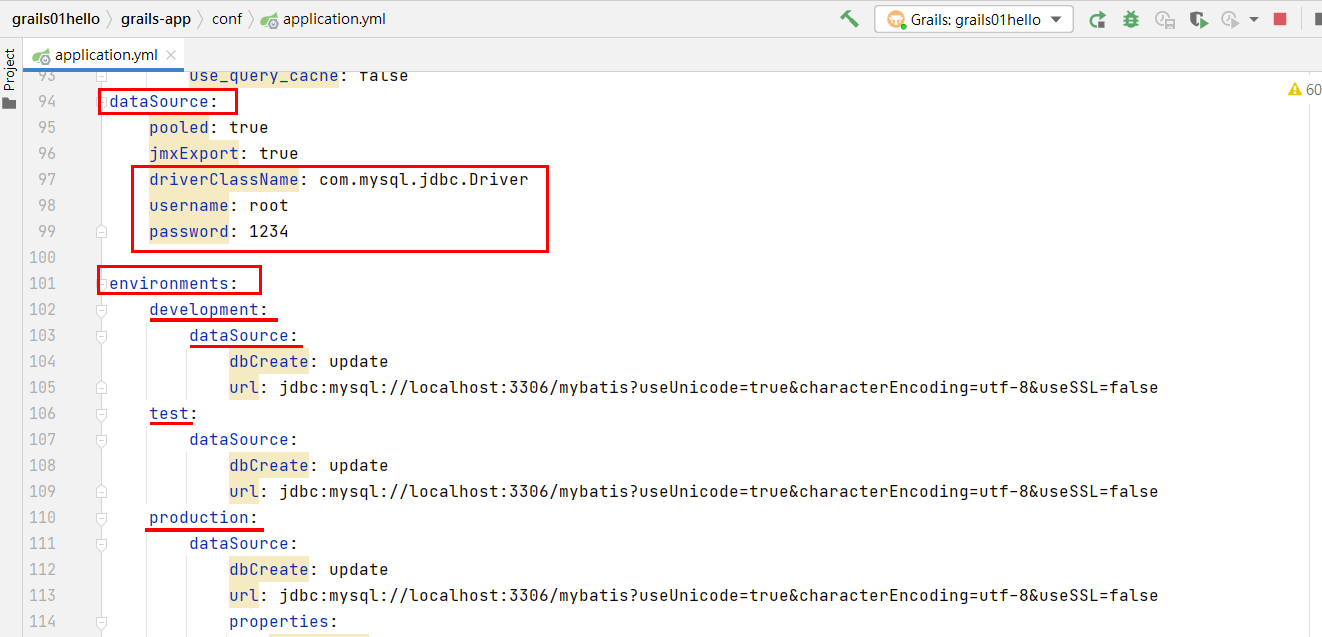 grails01hello grails-app conf application.yml Grails: grails01hello
application.yml
Project
60
93 use_query_cache: false
94 dataSource:
95 pooled: true
96 jmxExport: true
97 driverClassName: com.mysql.jdbc.Driver
98 username: root
99 password: 1234
100
101 environments:
102 development:
103 dataSource:
104 dbCreate: update
105 url: jdbc:mysql://localhost:3306/mybatis?useUnicode=true&characterEncoding=utf-8&useSSL=false
106 test:
107 dataSource:
108 dbCreate: update
109 url: jdbc:mysql://localhost:3306/mybatis?useUnicode=true&characterEncoding=utf-8&useSSL=false
110 production:
111 dataSource:
112 dbCreate: update
113 url: jdbc:mysql://localhost:3306/mybatis?useUnicode=true&characterEncoding=utf-8&useSSL=false
114 properties: